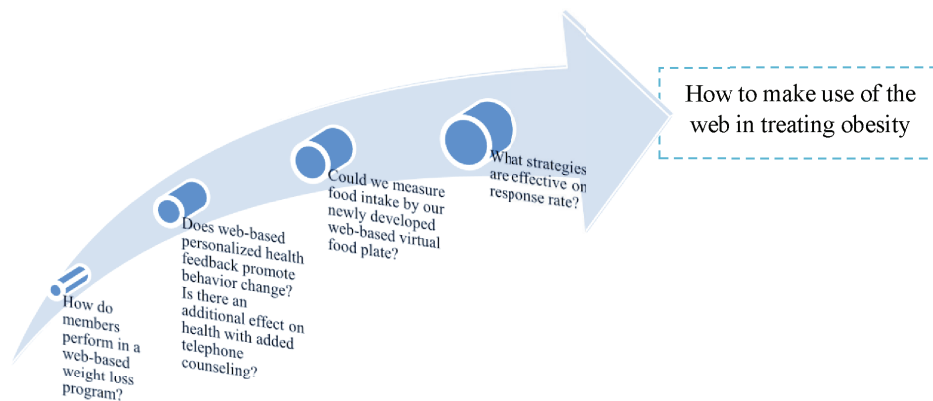 How do
members
perform in a
web-based
weight loss
program?
Does web-based
personalized health
feedback promote
behavior change?
Is there an
additional effect on
health with added
telephone
counseling?
Could we measure
food intake by our
newly developed
web-based virtual
food plate?
What strategies
are effective on
response rate?
How to make use of the
web in treating obesity